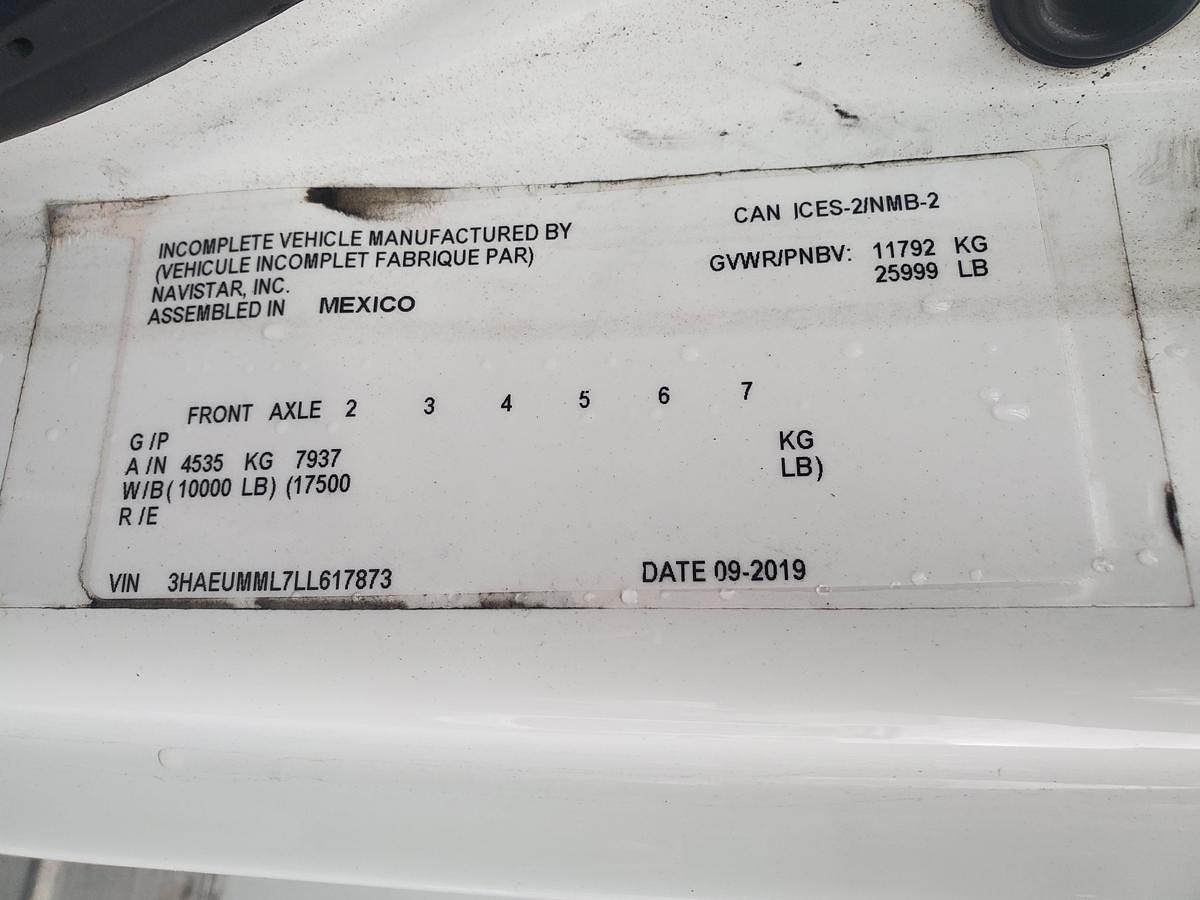 CAN ICES-2/NMB-2
INCOMPLETE VEHICLE MANUFACTURED BY
(VEHICULE INCOMPLET FABRIQUE PAR)
NAVISTAR, INC.
ASSEMBLED IN MEXICO
GVWR/PNBV: 11792 KG
25999 LB
FRONT AXLE 2 3 4 5 6 7
G /P
A /N 4535 KG 7937 KG
W/B ( 10000 LB) (17500 LB)
R /E
VIN 3HAEUMML7LL617873 DATE 09-2019